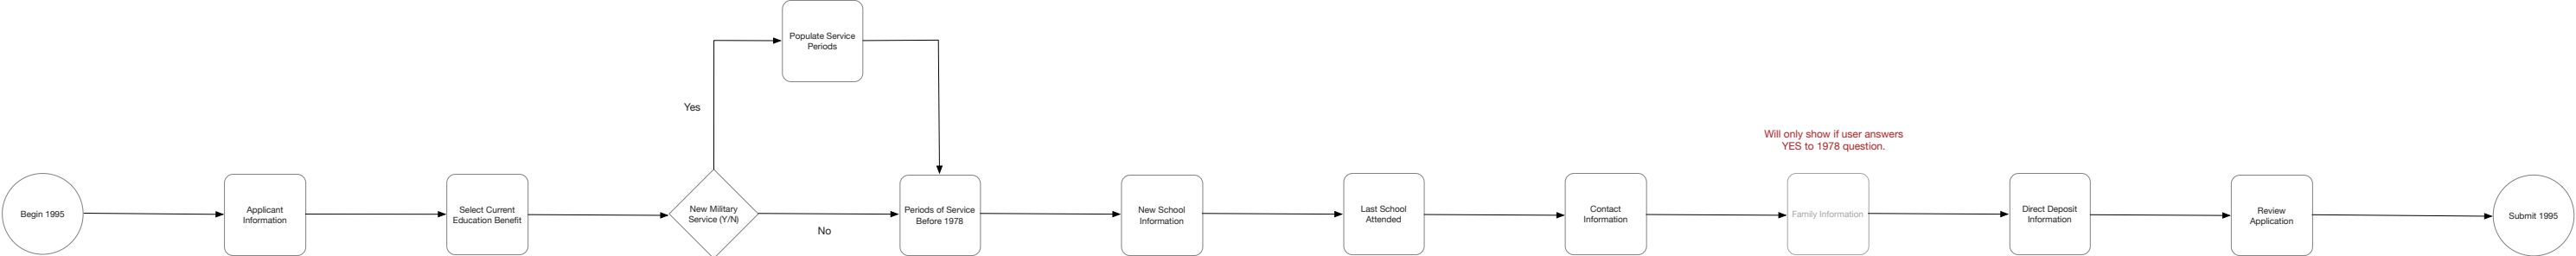 Populate Service
Periods
Yes
Will only show if user answers
YES to 1978 question.
Begin 1995
Applicant
Information
Select Current
Education Benefit
New Military
Service (Y/N)
No
Periods of Service
Before 1978
New School
Information
Last School
Attended
Contact
Information
Family Information
Direct Deposit
Information
Review
Application
Submit 1995